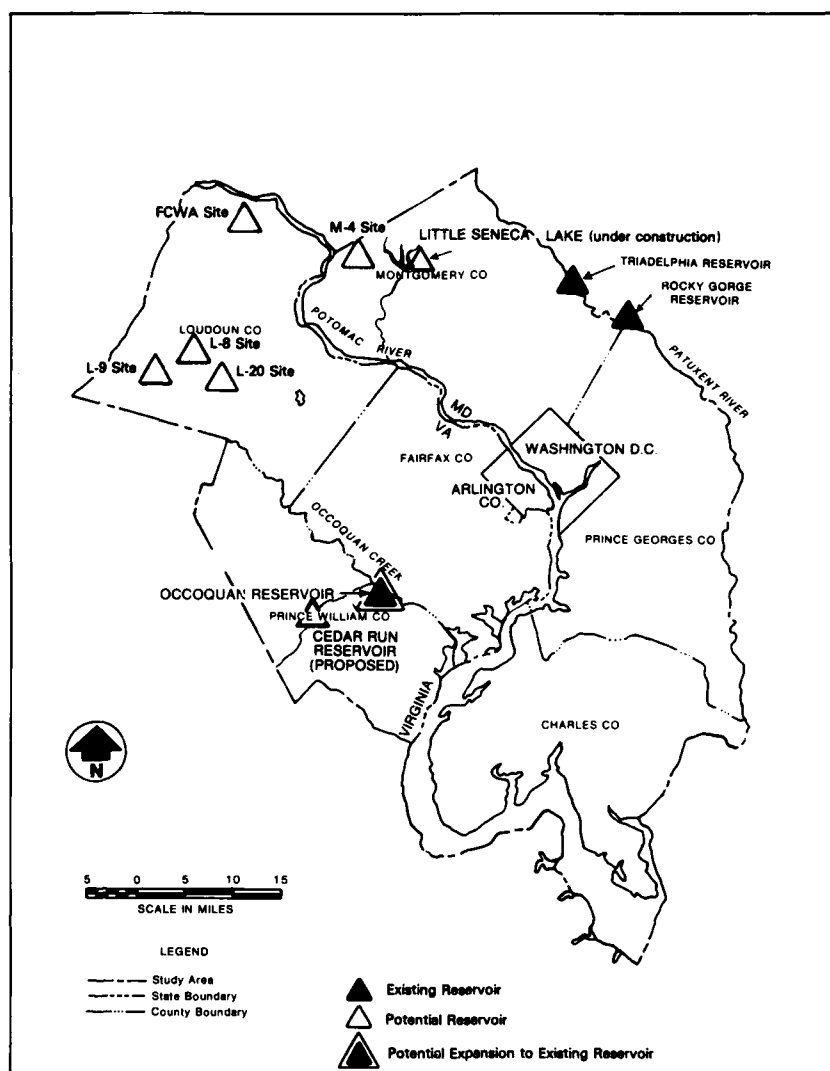 FCWA Site
M-4 Site
LITTLE SENECA LAKE (under construction)
MONTGOMERY CO
TRIADELPHIA RESERVOIR
ROCKY GORGE
RESERVOIR
LOUDOUN CO
L-8 Site
L-9 Site
L-20 Site
POTOMAC RIVER
PATUXENT RIVER
MD
VA
FAIRFAX CO
WASHINGTON D.C.
ARLINGTON
CO.
PRINCE GEORGES CO
OCCOQUAN CREEK
OCCOQUAN RESERVOIR
PRINCE WILLIAM CO
CEDAR RUN
RESERVOIR
(PROPOSED)
VIRGINIA
CHARLES CO
N
5 0 5 10 15
SCALE IN MILES
LEGEND
Study Area
State Boundary
County Boundary
Existing Reservoir
Potential Reservoir
Potential Expansion to Existing Reservoir